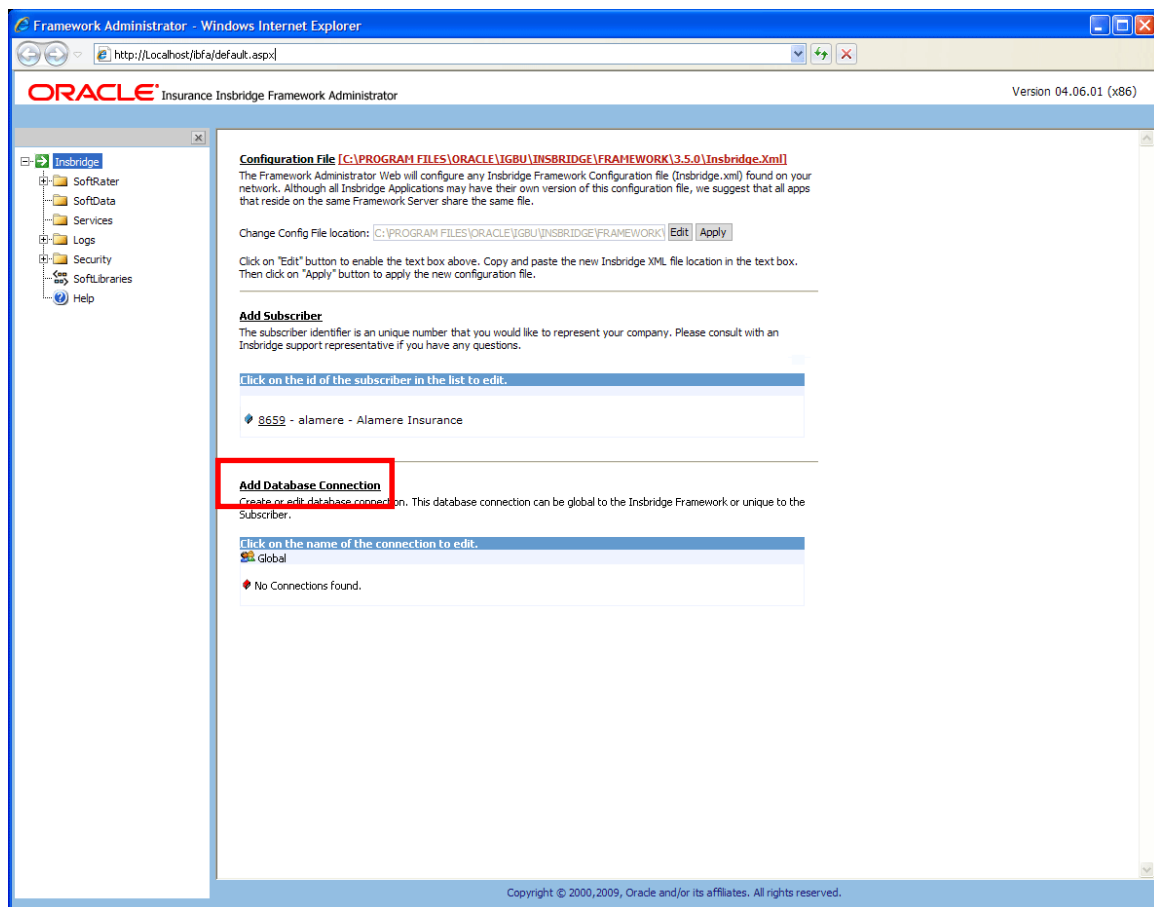 Framework Administrator - Windows Internet Explorer
http://Localhost/ibfa/default.aspx
ORACLE Insurance Insbridge Framework Administrator
Version 04.06.01 (x86)
Insbridge
SoftRater
SoftData
Services
Logs
Security
SoftLibraries
Help
Configuration File [C:\PROGRAM FILES\ORACLE\IGBU\INSBRIDGE\FRAMEWORK\3.5.0\Insbridge.Xml]
The Framework Administrator Web will configure any Insbridge Framework Configuration file (Insbridge.xml) found on your
network. Although all Insbridge Applications may have their own version of this configuration file, we suggest that all apps
that reside on the same Framework Server share the same file.
Change Config File location: C:\PROGRAM FILES\ORACLE\IGBU\INSBRIDGE\FRAMEWORK\ Edit Apply
Click on "Edit" button to enable the text box above. Copy and paste the new Insbridge XML file location in the text box.
Then click on "Apply" button to apply the new configuration file.
Add Subscriber
The subscriber identifier is an unique number that you would like to represent your company. Please consult with an
Insbridge support representative if you have any questions.
Click on the id of the subscriber in the list to edit.
8659 - alamere - Alamere Insurance
Add Database Connection
Create or edit database connection. This database connection can be global to the Insbridge Framework or unique to the
Subscriber.
Click on the name of the connection to edit.
Global
No Connections found.
Copyright © 2000,2009, Oracle and/or its affiliates. All rights reserved.